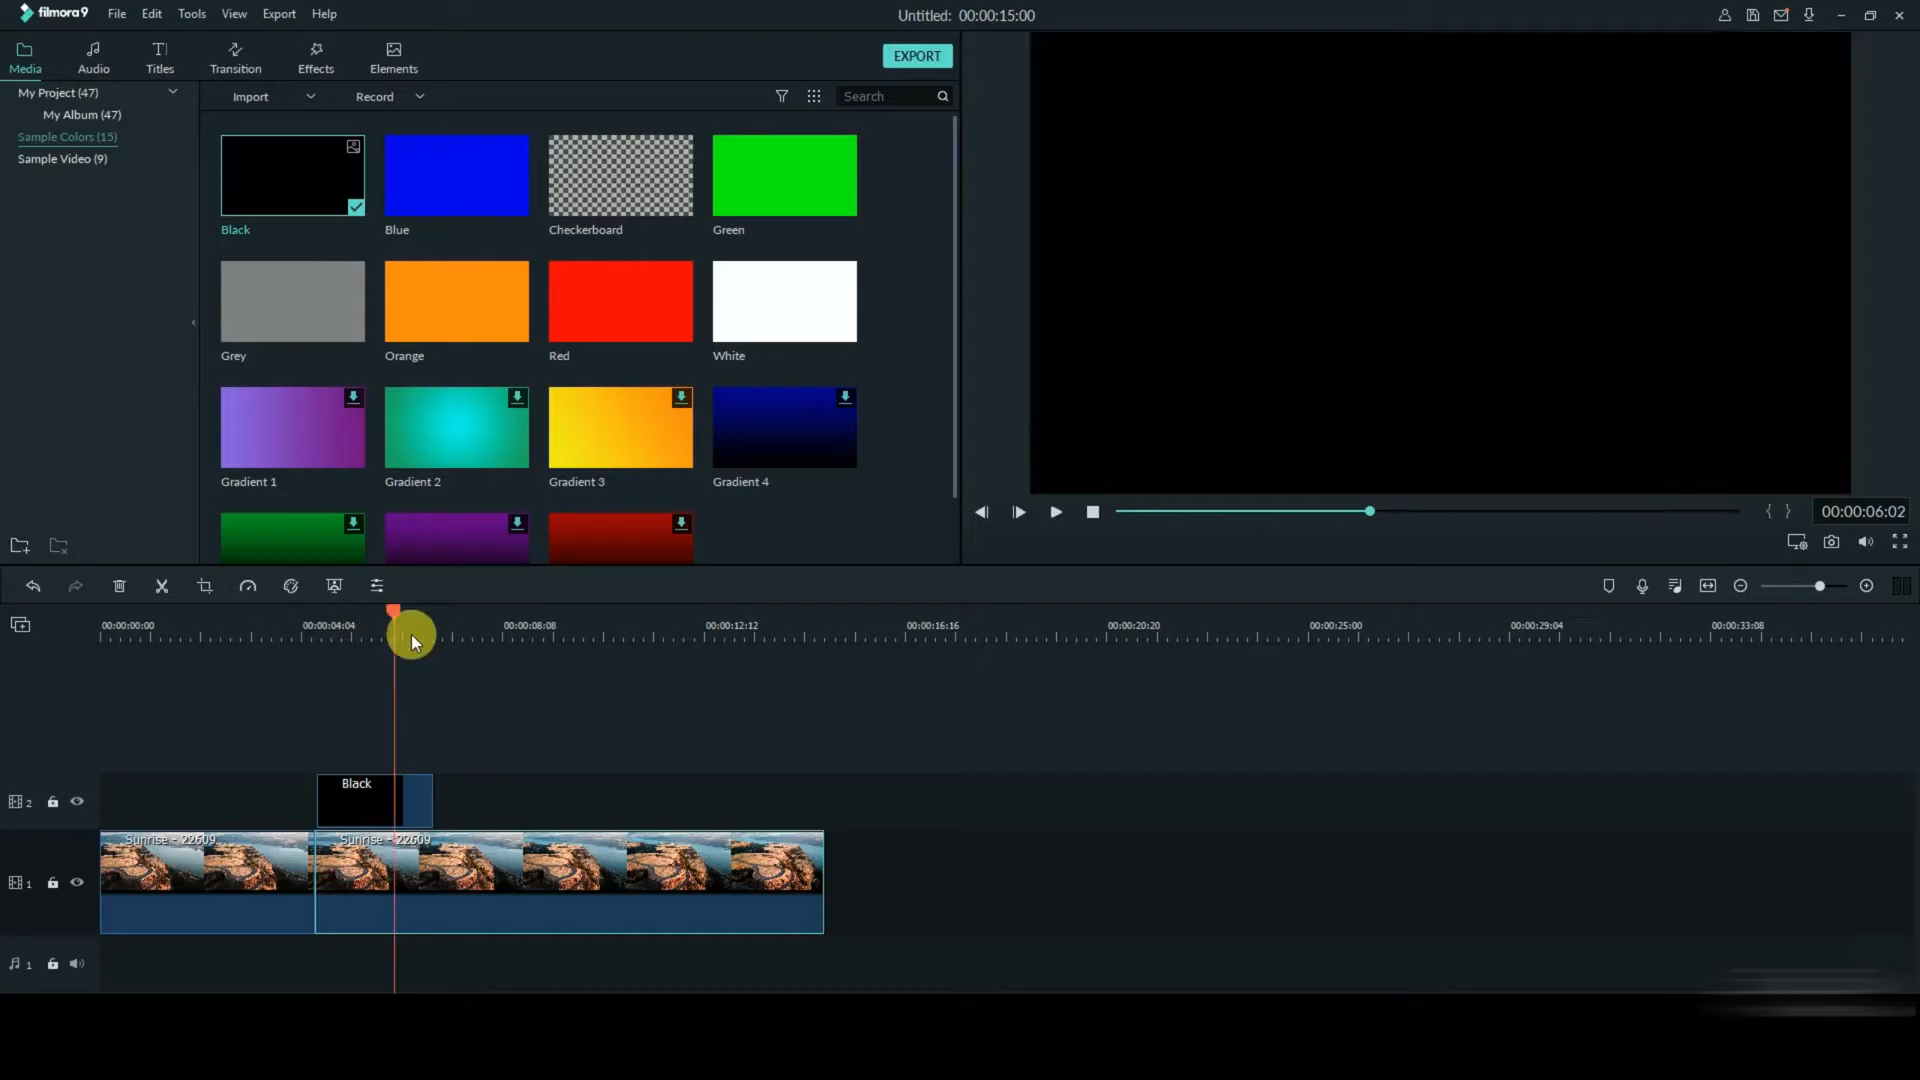 filmora9 File Edit Tools View Export Help Untitled: 00:00:15:00
Media Audio Titles Transition Effects Elements EXPORT
My Project (47)
My Album (47)
Sample Colors (15)
Sample Video (9)
Import Record Search
Black Blue Checkerboard Green
Grey Orange Red White
Gradient 1 Gradient 2 Gradient 3 Gradient 4
{ } 00:00:06:02
00:00:00:00 00:00:04:04 00:00:08:08 00:00:12:12 00:00:16:16 00:00:20:20 00:00:25:00 00:00:29:04 00:00:33:08
2 Black
Sunrise - 22609 Sunrise - 22609
1
1